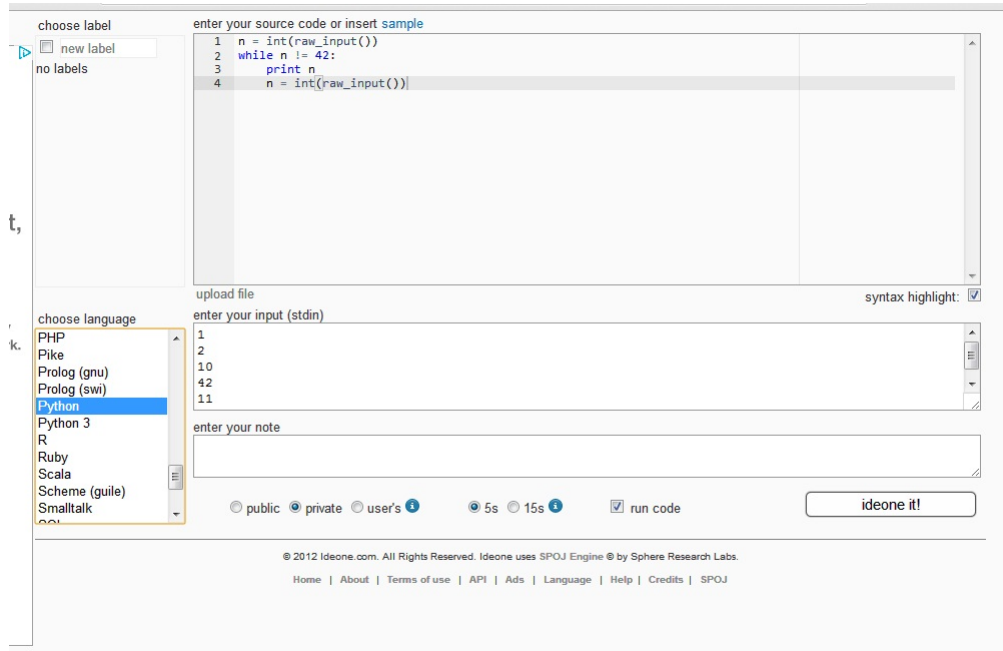 choose label
new label
no labels
enter your source code or insert sample
1 n = int(raw_input())
2 while n != 42:
3     print n
4     n = int(raw_input())
t,
upload file
syntax highlight:
choose language
PHP
Pike
Prolog (gnu)
Prolog (swi)
Python
Python 3
R
Ruby
Scala
Scheme (guile)
Smalltalk
enter your input (stdin)
1
2
10
42
11
enter your note
public private user's 5s 15s run code
ideone it!
© 2012 Ideone.com. All Rights Reserved. Ideone uses SPOJ Engine © by Sphere Research Labs.
Home | About | Terms of use | API | Ads | Language | Help | Credits | SPOJ